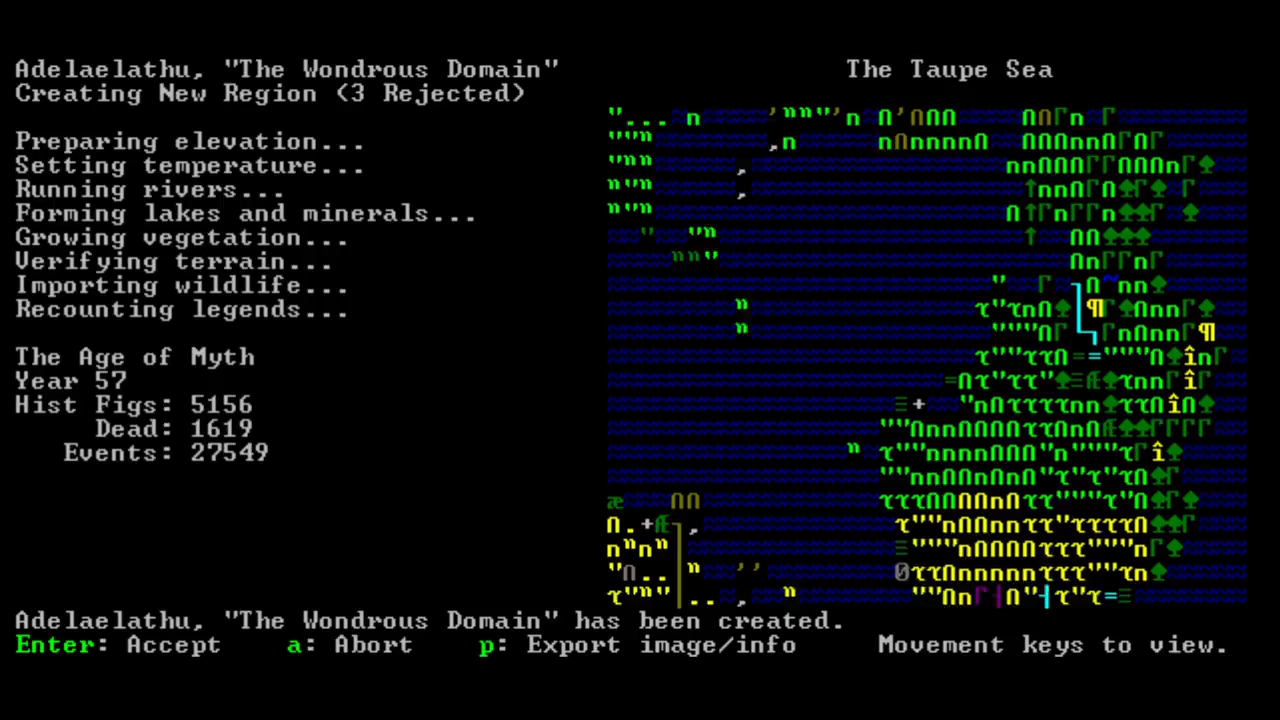 Adelaelathu, "The Wondrous Domain"
The Taupe Sea
Creating New Region (3 Rejected)
Preparing elevation...
Setting temperature...
Running rivers...
Forming lakes and minerals...
Growing vegetation...
Verifying terrain...
Importing wildlife...
Recounting legends...
The Age of Myth
Year 57
Hist Figs: 5156
Dead: 1619
Events: 27549
Adelaelathu, "The Wondrous Domain" has been created.
Enter: Accept a: Abort p: Export image/info Movement keys to view.